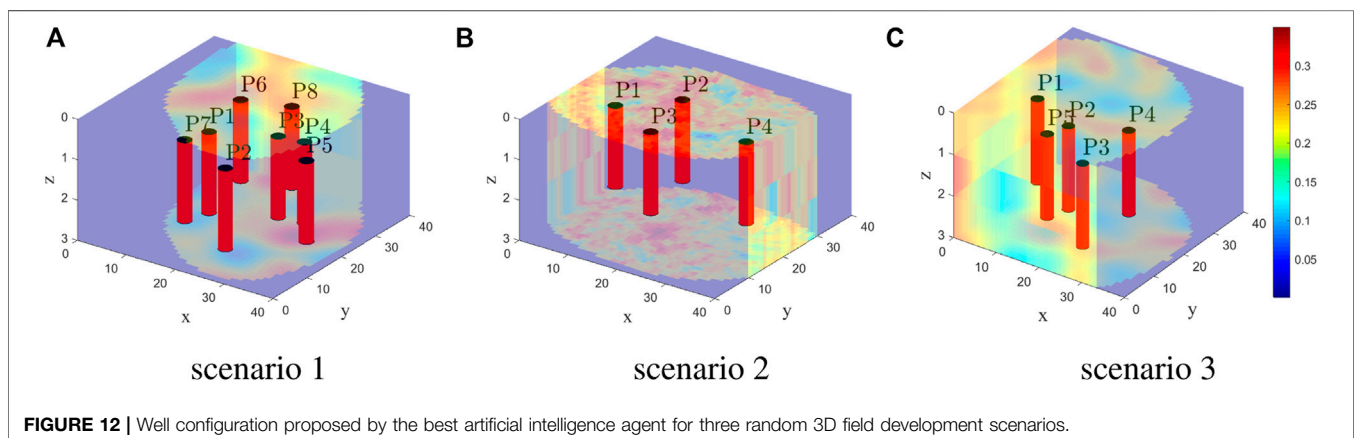 A
P6
P8
P7
P1
P3
P4
P5
P2
0
1
2
3
z
0
10
20
30
40
x
0
10
20
30
40
y
scenario 1
B
P1
P2
P3
P4
0
1
2
3
z
0
10
20
30
40
x
0
10
20
30
40
y
scenario 2
C
P1
P2
P5
P4
P3
0
1
2
3
z
0
10
20
30
40
x
0
10
20
30
40
y
0.3
0.25
0.2
0.15
0.1
0.05
scenario 3
FIGURE 12 | Well configuration proposed by the best artificial intelligence agent for three random 3D field development scenarios.